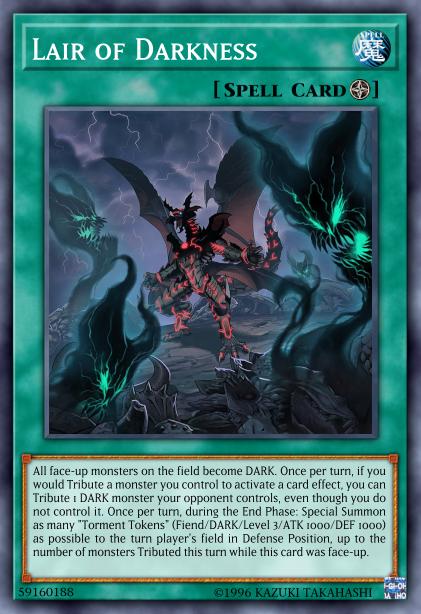 LAIR OF DARKNESS
SPELL
魔
[SPELL CARD]
All face-up monsters on the field become DARK. Once per turn, if you
would Tribute a monster you control to activate a card effect, you can
Tribute 1 DARK monster your opponent controls, even though you do
not control it. Once per turn, during the End Phase: Special Summon
as many "Torment Tokens" (Fiend/DARK/Level 3/ATK 1000/DEF 1000)
as possible to the turn player's field in Defense Position, up to the
number of monsters Tributed this turn while this card was face-up.
59160188
©1996 KAZUKI TAKAHASHI